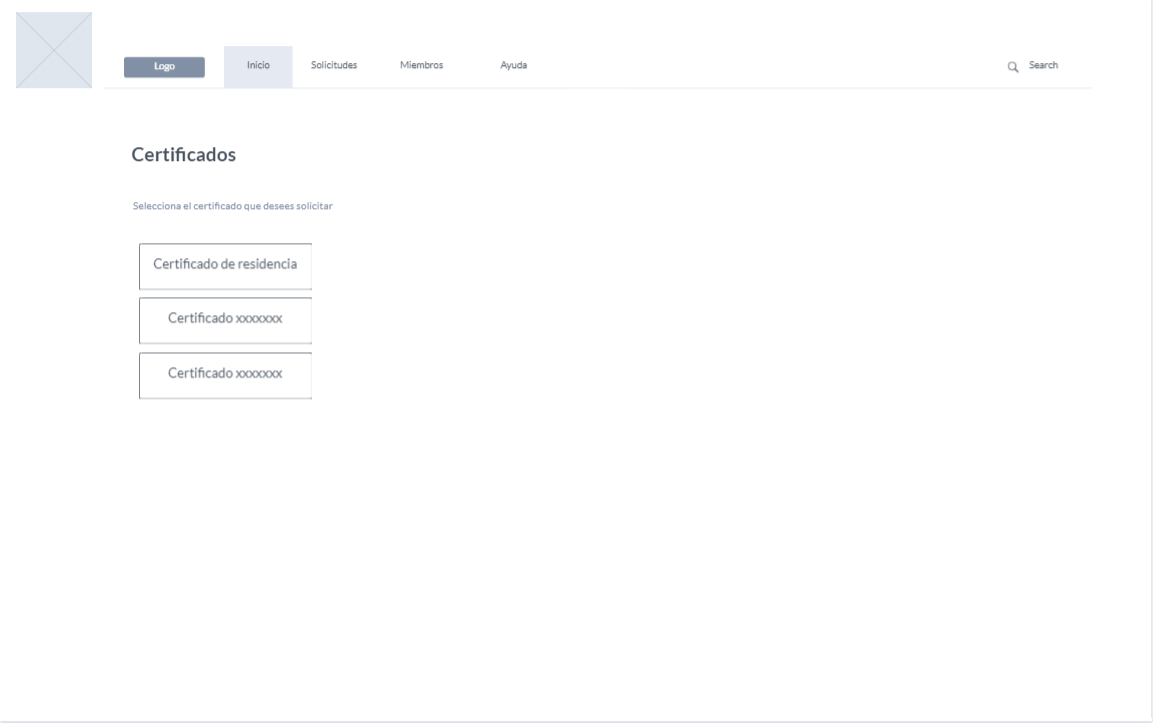 Logo Inicio Solicitudes Miembros Ayuda Search
Certificados
Selecciona el certificado que desees solicitar
Certificado de residencia
Certificado xxxxxxx
Certificado xxxxxxx